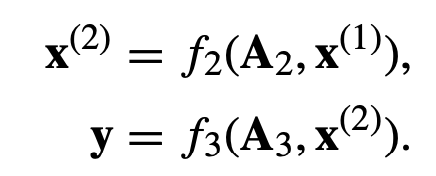 𝐱⁽²⁾ = f₂(𝐀₂, 𝐱⁽¹⁾),
𝐲 = f₃(𝐀₃, 𝐱⁽²⁾).